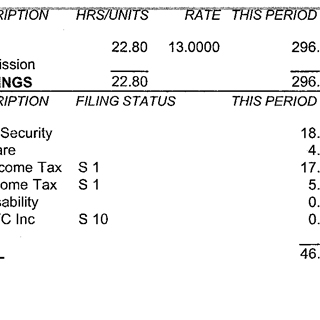 RIPTION HRS/UNITS RATE THIS PERIOD
22.80 13.0000 296.
ission
NINGS 22.80 296.
RIPTION FILING STATUS THIS PERIOD
Security 18.
are 4.
come Tax S 1 17.
ome Tax S 1 5.
sability 0.
C Inc S 10 0.
L 46.